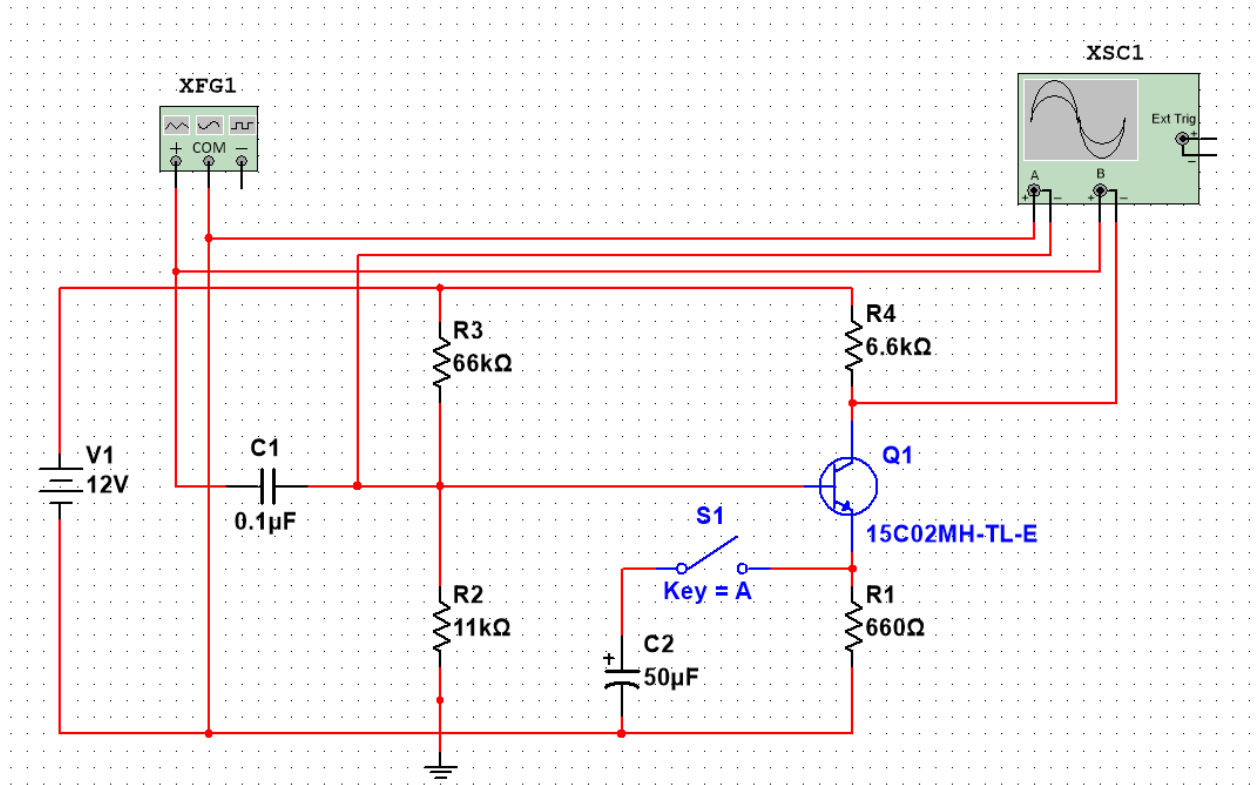 XSC1
XFG1
Ext Trig
+
+ COM −
−
A
B
+ − + −
R4
6.6kΩ
R3
66kΩ
C1
V1
12V
Q1
0.1µF
S1
15C02MH-TL-E
Key = A
R2
11kΩ
R1
660Ω
C2
+
50µF